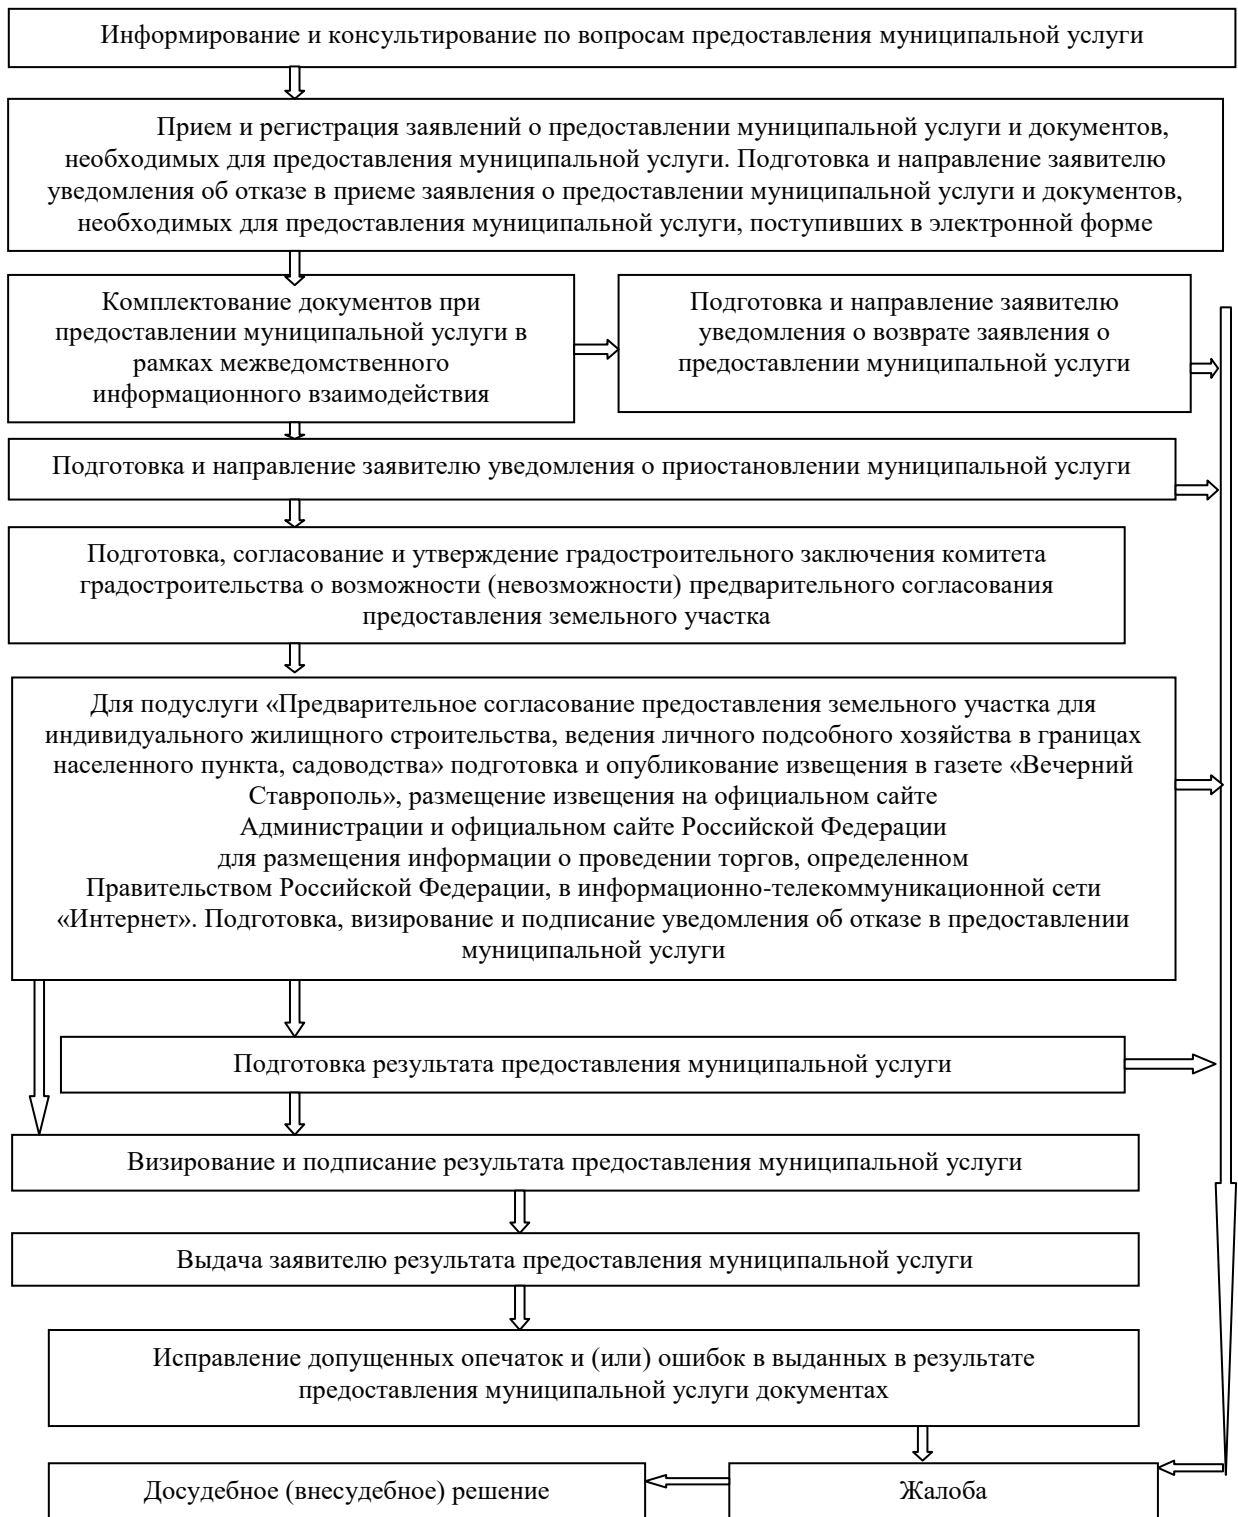 Информирование и консультирование по вопросам предоставления муниципальной услуги
Прием и регистрация заявлений о предоставлении муниципальной услуги и документов,
необходимых для предоставления муниципальной услуги. Подготовка и направление заявителю
уведомления об отказе в приеме заявления о предоставлении муниципальной услуги и документов,
необходимых для предоставления муниципальной услуги, поступивших в электронной форме
Комплектование документов при
предоставлении муниципальной услуги в
рамках межведомственного
информационного взаимодействия
Подготовка и направление заявителю
уведомления о возврате заявления о
предоставлении муниципальной услуги
Подготовка и направление заявителю уведомления о приостановлении муниципальной услуги
Подготовка, согласование и утверждение градостроительного заключения комитета
градостроительства о возможности (невозможности) предварительного согласования
предоставления земельного участка
Для подуслуги «Предварительное согласование предоставления земельного участка для
индивидуального жилищного строительства, ведения личного подсобного хозяйства в границах
населенного пункта, садоводства» подготовка и опубликование извещения в газете «Вечерний
Ставрополь», размещение извещения на официальном сайте
Администрации и официальном сайте Российской Федерации
для размещения информации о проведении торгов, определенном
Правительством Российской Федерации, в информационно-телекоммуникационной сети
«Интернет». Подготовка, визирование и подписание уведомления об отказе в предоставлении
муниципальной услуги
Подготовка результата предоставления муниципальной услуги
Визирование и подписание результата предоставления муниципальной услуги
Выдача заявителю результата предоставления муниципальной услуги
Исправление допущенных опечаток и (или) ошибок в выданных в результате
предоставления муниципальной услуги документах
Досудебное (внесудебное) решение
Жалоба